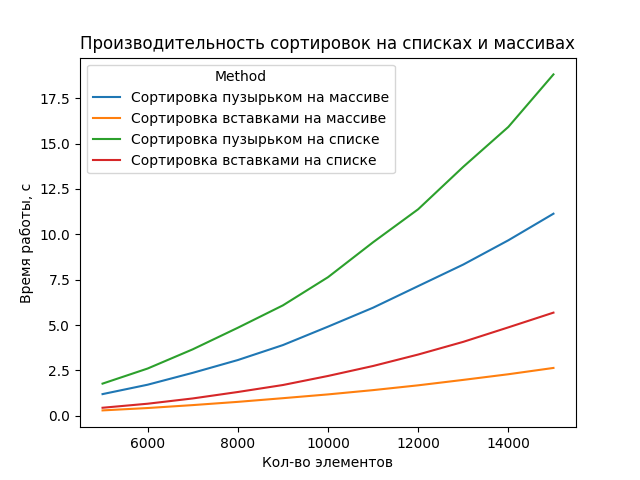 Производительность сортировок на списках и массивах
Method
Сортировка пузырьком на массиве
Сортировка вставками на массиве
Сортировка пузырьком на списке
Сортировка вставками на списке
Время работы, с
17.5
15.0
12.5
10.0
7.5
5.0
2.5
0.0
6000 8000 10000 12000 14000
Кол-во элементов